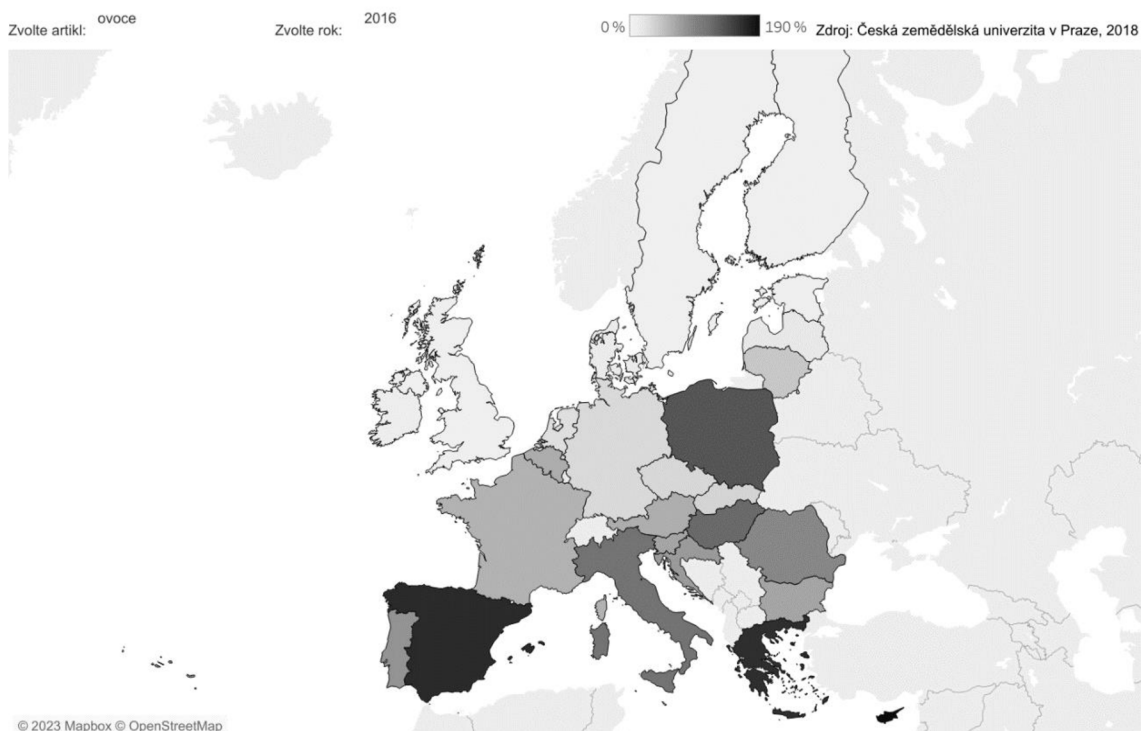 Zvolte artikl: ovoce Zvolte rok: 2016 0 % 190 % Zdroj: Česká zemědělská univerzita v Praze, 2018
© 2023 Mapbox © OpenStreetMap